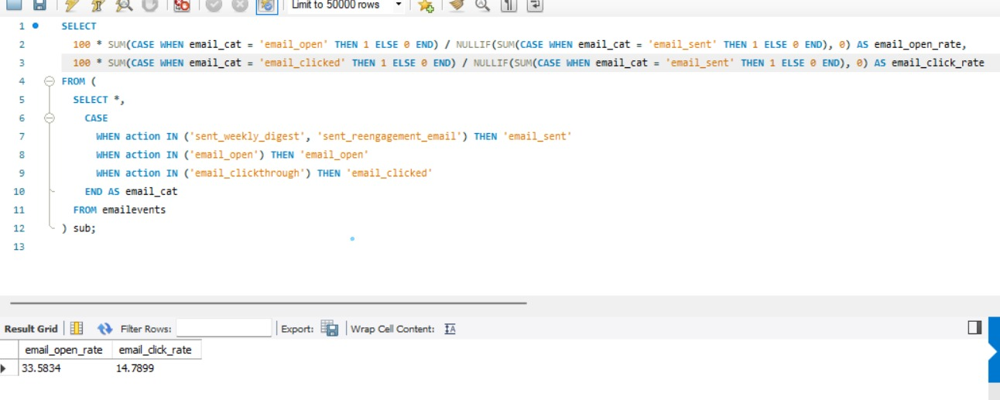 Limit to 50000 rows
1 SELECT
2 100 * SUM(CASE WHEN email_cat = 'email_open' THEN 1 ELSE 0 END) / NULLIF(SUM(CASE WHEN email_cat = 'email_sent' THEN 1 ELSE 0 END), 0) AS email_open_rate,
3 100 * SUM(CASE WHEN email_cat = 'email_clicked' THEN 1 ELSE 0 END) / NULLIF(SUM(CASE WHEN email_cat = 'email_sent' THEN 1 ELSE 0 END), 0) AS email_click_rate
4 FROM (
5 SELECT *,
6 CASE
7 WHEN action IN ('sent_weekly_digest', 'sent_reengagement_email') THEN 'email_sent'
8 WHEN action IN ('email_open') THEN 'email_open'
9 WHEN action IN ('email_clickthrough') THEN 'email_clicked'
10 END AS email_cat
11 FROM emailevents
12 ) sub;
13
Result Grid Filter Rows: Export: Wrap Cell Content: IA
email_open_rate email_click_rate
33.5834 14.7899